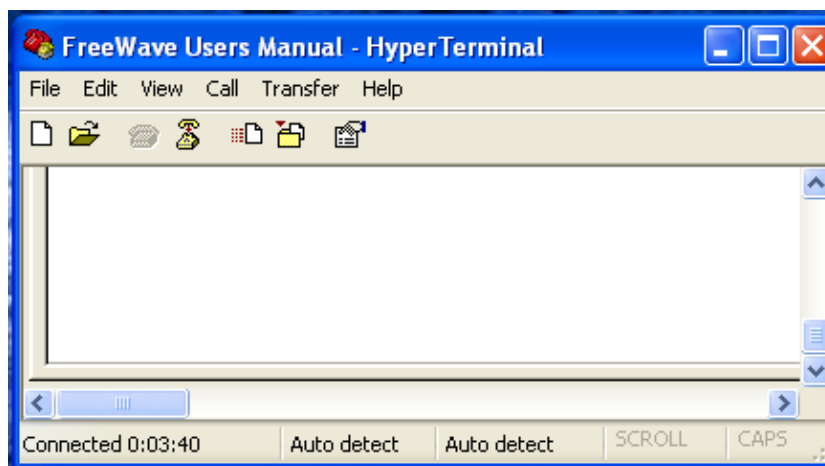 FreeWave Users Manual - HyperTerminal
File Edit View Call Transfer Help
Connected 0:03:40 Auto detect Auto detect SCROLL CAPS